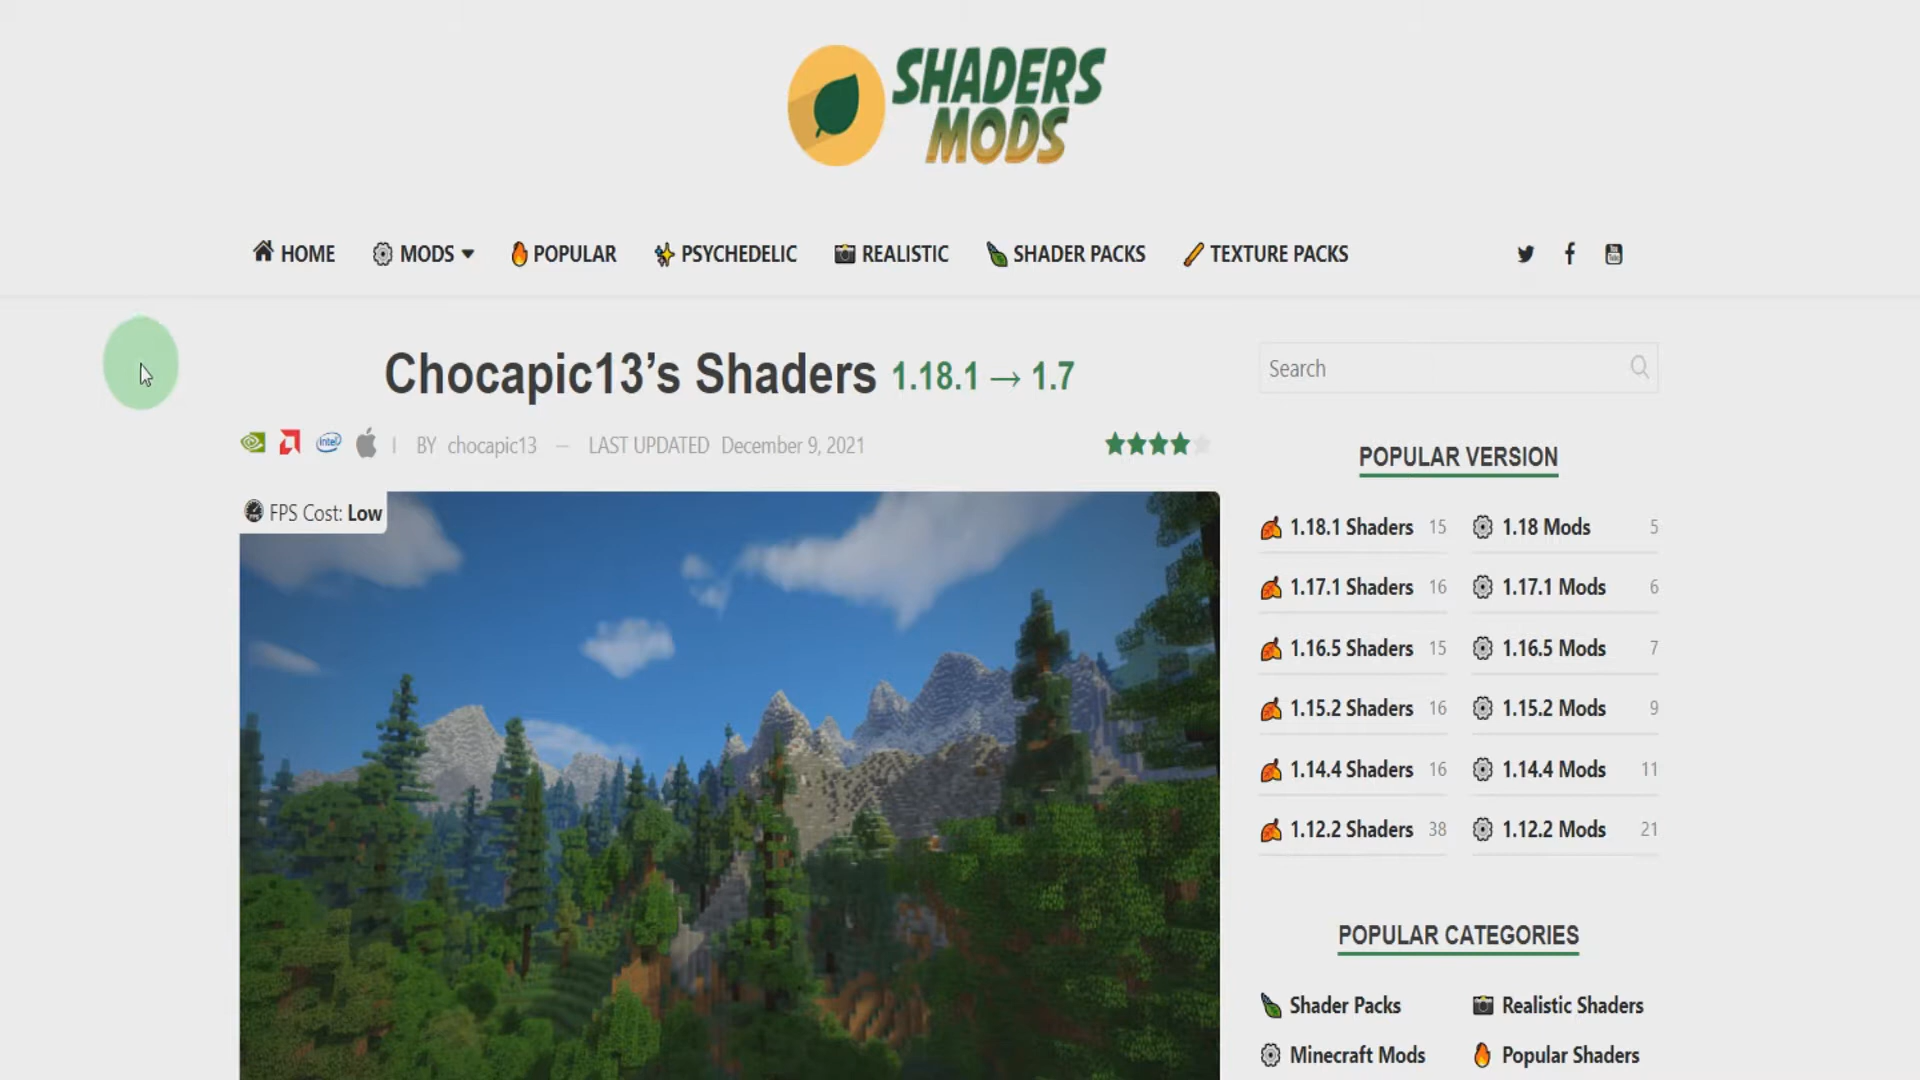 SHADERS
MODS
HOME MODS POPULAR PSYCHEDELIC REALISTIC SHADER PACKS TEXTURE PACKS
Chocapic13’s Shaders 1.18.1 → 1.7
Search
intel | BY chocapic13 — LAST UPDATED December 9, 2021
FPS Cost: Low
POPULAR VERSION
1.18.1 Shaders 15 1.18 Mods 5
1.17.1 Shaders 16 1.17.1 Mods 6
1.16.5 Shaders 15 1.16.5 Mods 7
1.15.2 Shaders 16 1.15.2 Mods 9
1.14.4 Shaders 16 1.14.4 Mods 11
1.12.2 Shaders 38 1.12.2 Mods 21
POPULAR CATEGORIES
Shader Packs Realistic Shaders
Minecraft Mods Popular Shaders